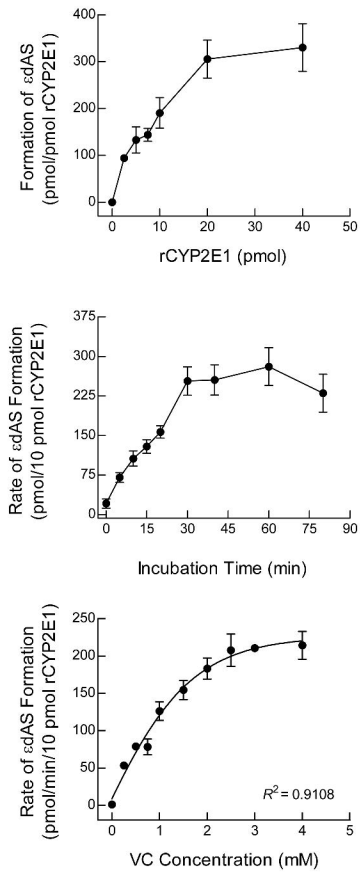 Formation of εdAS
(pmol/pmol rCYP2E1)
400
300
200
100
0
0 10 20 30 40 50
rCYP2E1 (pmol)
Rate of εdAS Formation
(pmol/10 pmol rCYP2E1)
375
300
225
150
75
0
0 15 30 45 60 75 90
Incubation Time (min)
Rate of εdAS Formation
(pmol/min/10 pmol rCYP2E1)
250
200
150
100
50
0
R² = 0.9108
0 1 2 3 4 5
VC Concentration (mM)